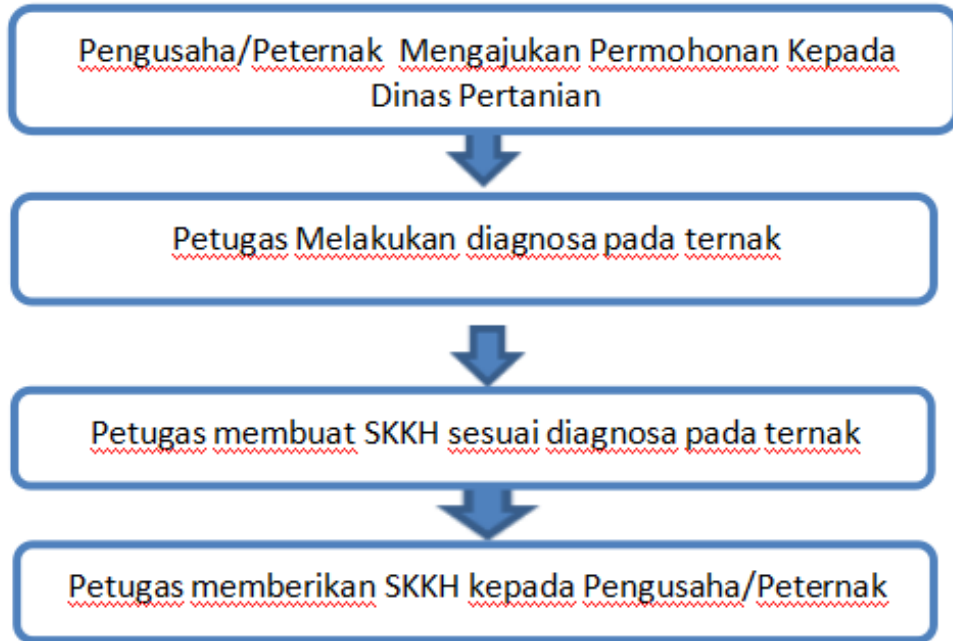 Pengusaha/Peternak Mengajukan Permohonan Kepada
Dinas Pertanian
Petugas Melakukan diagnosa pada ternak
Petugas membuat SKKH sesuai diagnosa pada ternak
Petugas memberikan SKKH kepada Pengusaha/Peternak